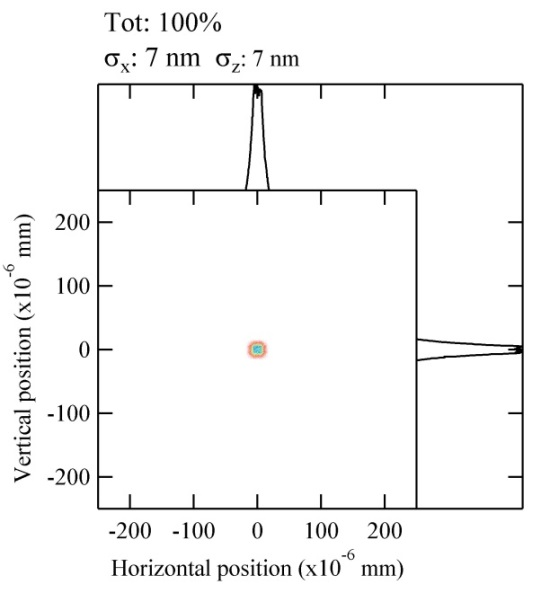 Tot: 100%
σx: 7 nm σz: 7 nm
200
100
0
-100
-200
Vertical position (x10-6 mm)
-200 -100 0 100 200
Horizontal position (x10-6 mm)